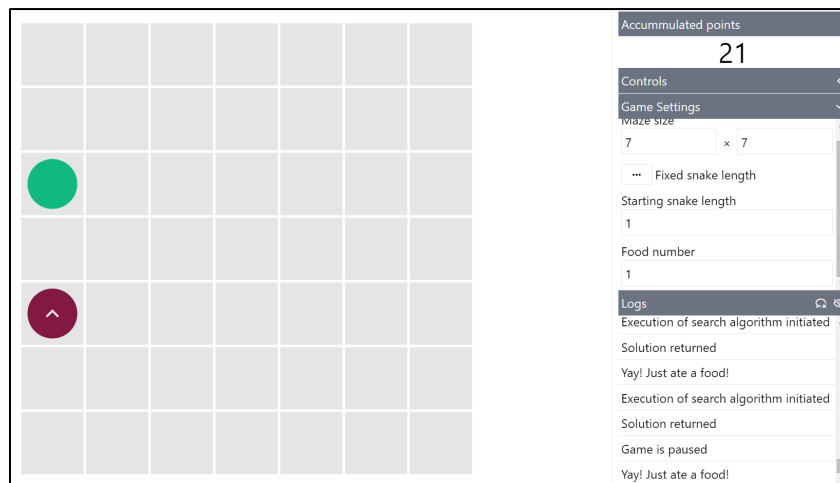 Accummulated points
21
Controls
Game Settings
Maze size
7 × 7
··· Fixed snake length
Starting snake length
1
Food number
1
Logs
Execution of search algorithm initiated
Solution returned
Yay! Just ate a food!
Execution of search algorithm initiated
Solution returned
Game is paused
Yay! Just ate a food!